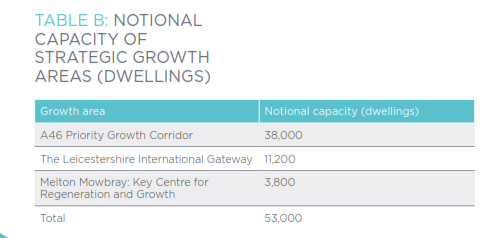 TABLE B: NOTIONAL
CAPACITY OF
STRATEGIC GROWTH
AREAS (DWELLINGS)
Growth area Notional capacity (dwellings)
A46 Priority Growth Corridor 38,000
The Leicestershire International Gateway 11,200
Melton Mowbray: Key Centre for 3,800
Regeneration and Growth
Total 53,000